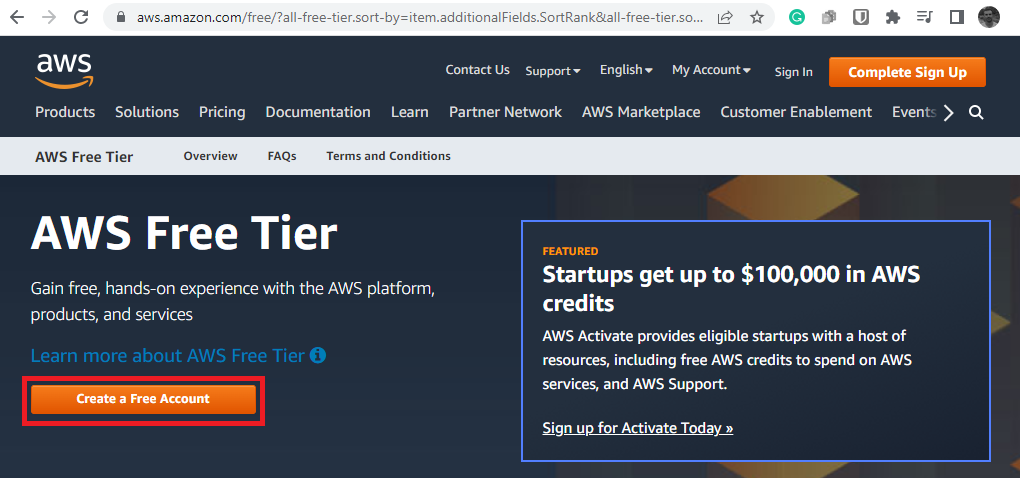 aws.amazon.com/free/?all-free-tier.sort-by=item.additionalFields.SortRank&all-free-tier.so...
aws
Contact Us Support English My Account Sign In Complete Sign Up
Products Solutions Pricing Documentation Learn Partner Network AWS Marketplace Customer Enablement Events
AWS Free Tier Overview FAQs Terms and Conditions
AWS Free Tier
Gain free, hands-on experience with the AWS platform,
products, and services
Learn more about AWS Free Tier
Create a Free Account
FEATURED
Startups get up to $100,000 in AWS
credits
AWS Activate provides eligible startups with a host of
resources, including free AWS credits to spend on AWS
services, and AWS Support.
Sign up for Activate Today »